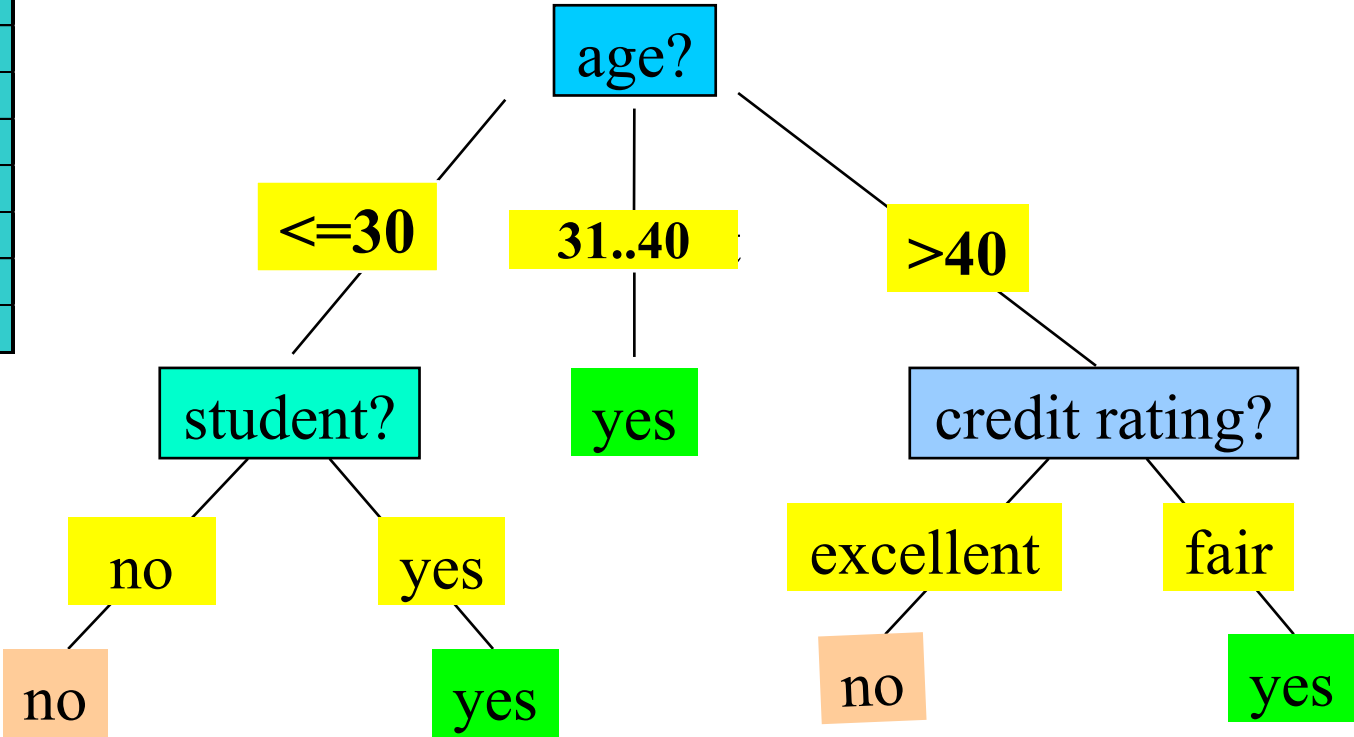 age?
<=30
31..40
>40
student?
yes
credit rating?
no
yes
excellent
fair
no
yes
no
yes